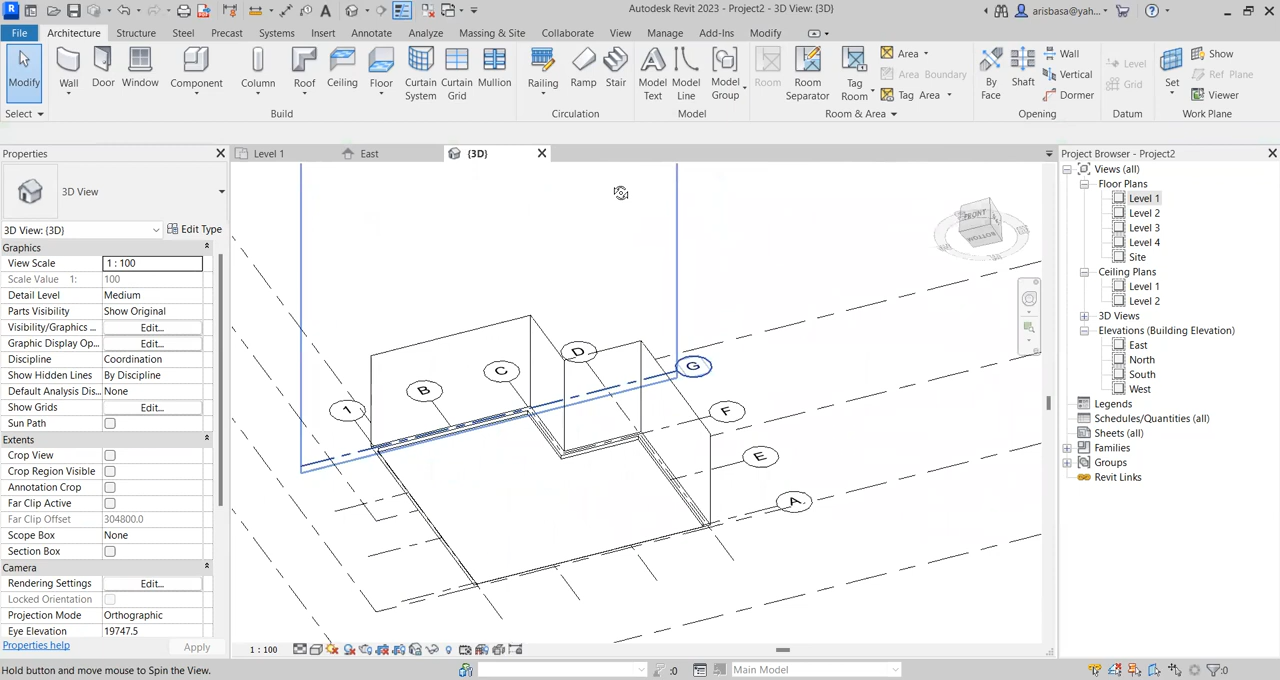 Autodesk Revit 2023 - Project2 - 3D View: {3D}
arisbasa@yah...
File Architecture Structure Steel Precast Systems Insert Annotate Analyze Massing & Site Collaborate View Manage Add-Ins Modify
Modify Wall Door Window Component Column Roof Ceiling Floor Curtain System Curtain Grid Mullion Railing Ramp Stair Model Text Model Line Model Group Room Room Separator Tag Room Area Area Boundary Tag Area By Face Shaft Wall Vertical Dormer Level Grid Set Show Ref Plane Viewer
Select Build Circulation Model Room & Area Opening Datum Work Plane
Properties
Level 1
East
{3D}
Project Browser - Project2
3D View
3D View: {3D}
Edit Type
Graphics
View Scale 1 : 100
Scale Value 1: 100
Detail Level Medium
Parts Visibility Show Original
Visibility/Graphics ... Edit...
Graphic Display Op... Edit...
Discipline Coordination
Show Hidden Lines By Discipline
Default Analysis Dis... None
Show Grids Edit...
Sun Path
Extents
Crop View
Crop Region Visible
Annotation Crop
Far Clip Active
Far Clip Offset 304800.0
Scope Box None
Section Box
Camera
Rendering Settings Edit...
Locked Orientation
Projection Mode Orthographic
Eye Elevation 19747.5
Properties help
Apply
FRONT
BOTTOM
1
B
C
D
G
F
E
A
Views (all)
Floor Plans
Level 1
Level 2
Level 3
Level 4
Site
Ceiling Plans
Level 1
Level 2
3D Views
Elevations (Building Elevation)
East
North
South
West
Legends
Schedules/Quantities (all)
Sheets (all)
Families
Groups
Revit Links
1 : 100
Hold button and move mouse to Spin the View.
:0
Main Model
:0